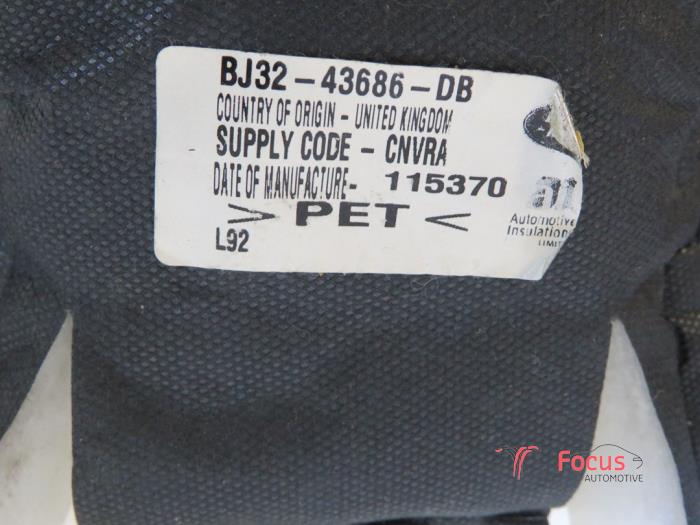 BJ32-43686-DB
COUNTRY OF ORIGIN - UNITED KINGDOM
SUPPLY CODE - CNVRA
DATE OF MANUFACTURE- 115370
> PET <
L92
Automotive
Insulation
LIMIT
Focus
AUTOMOTIVE